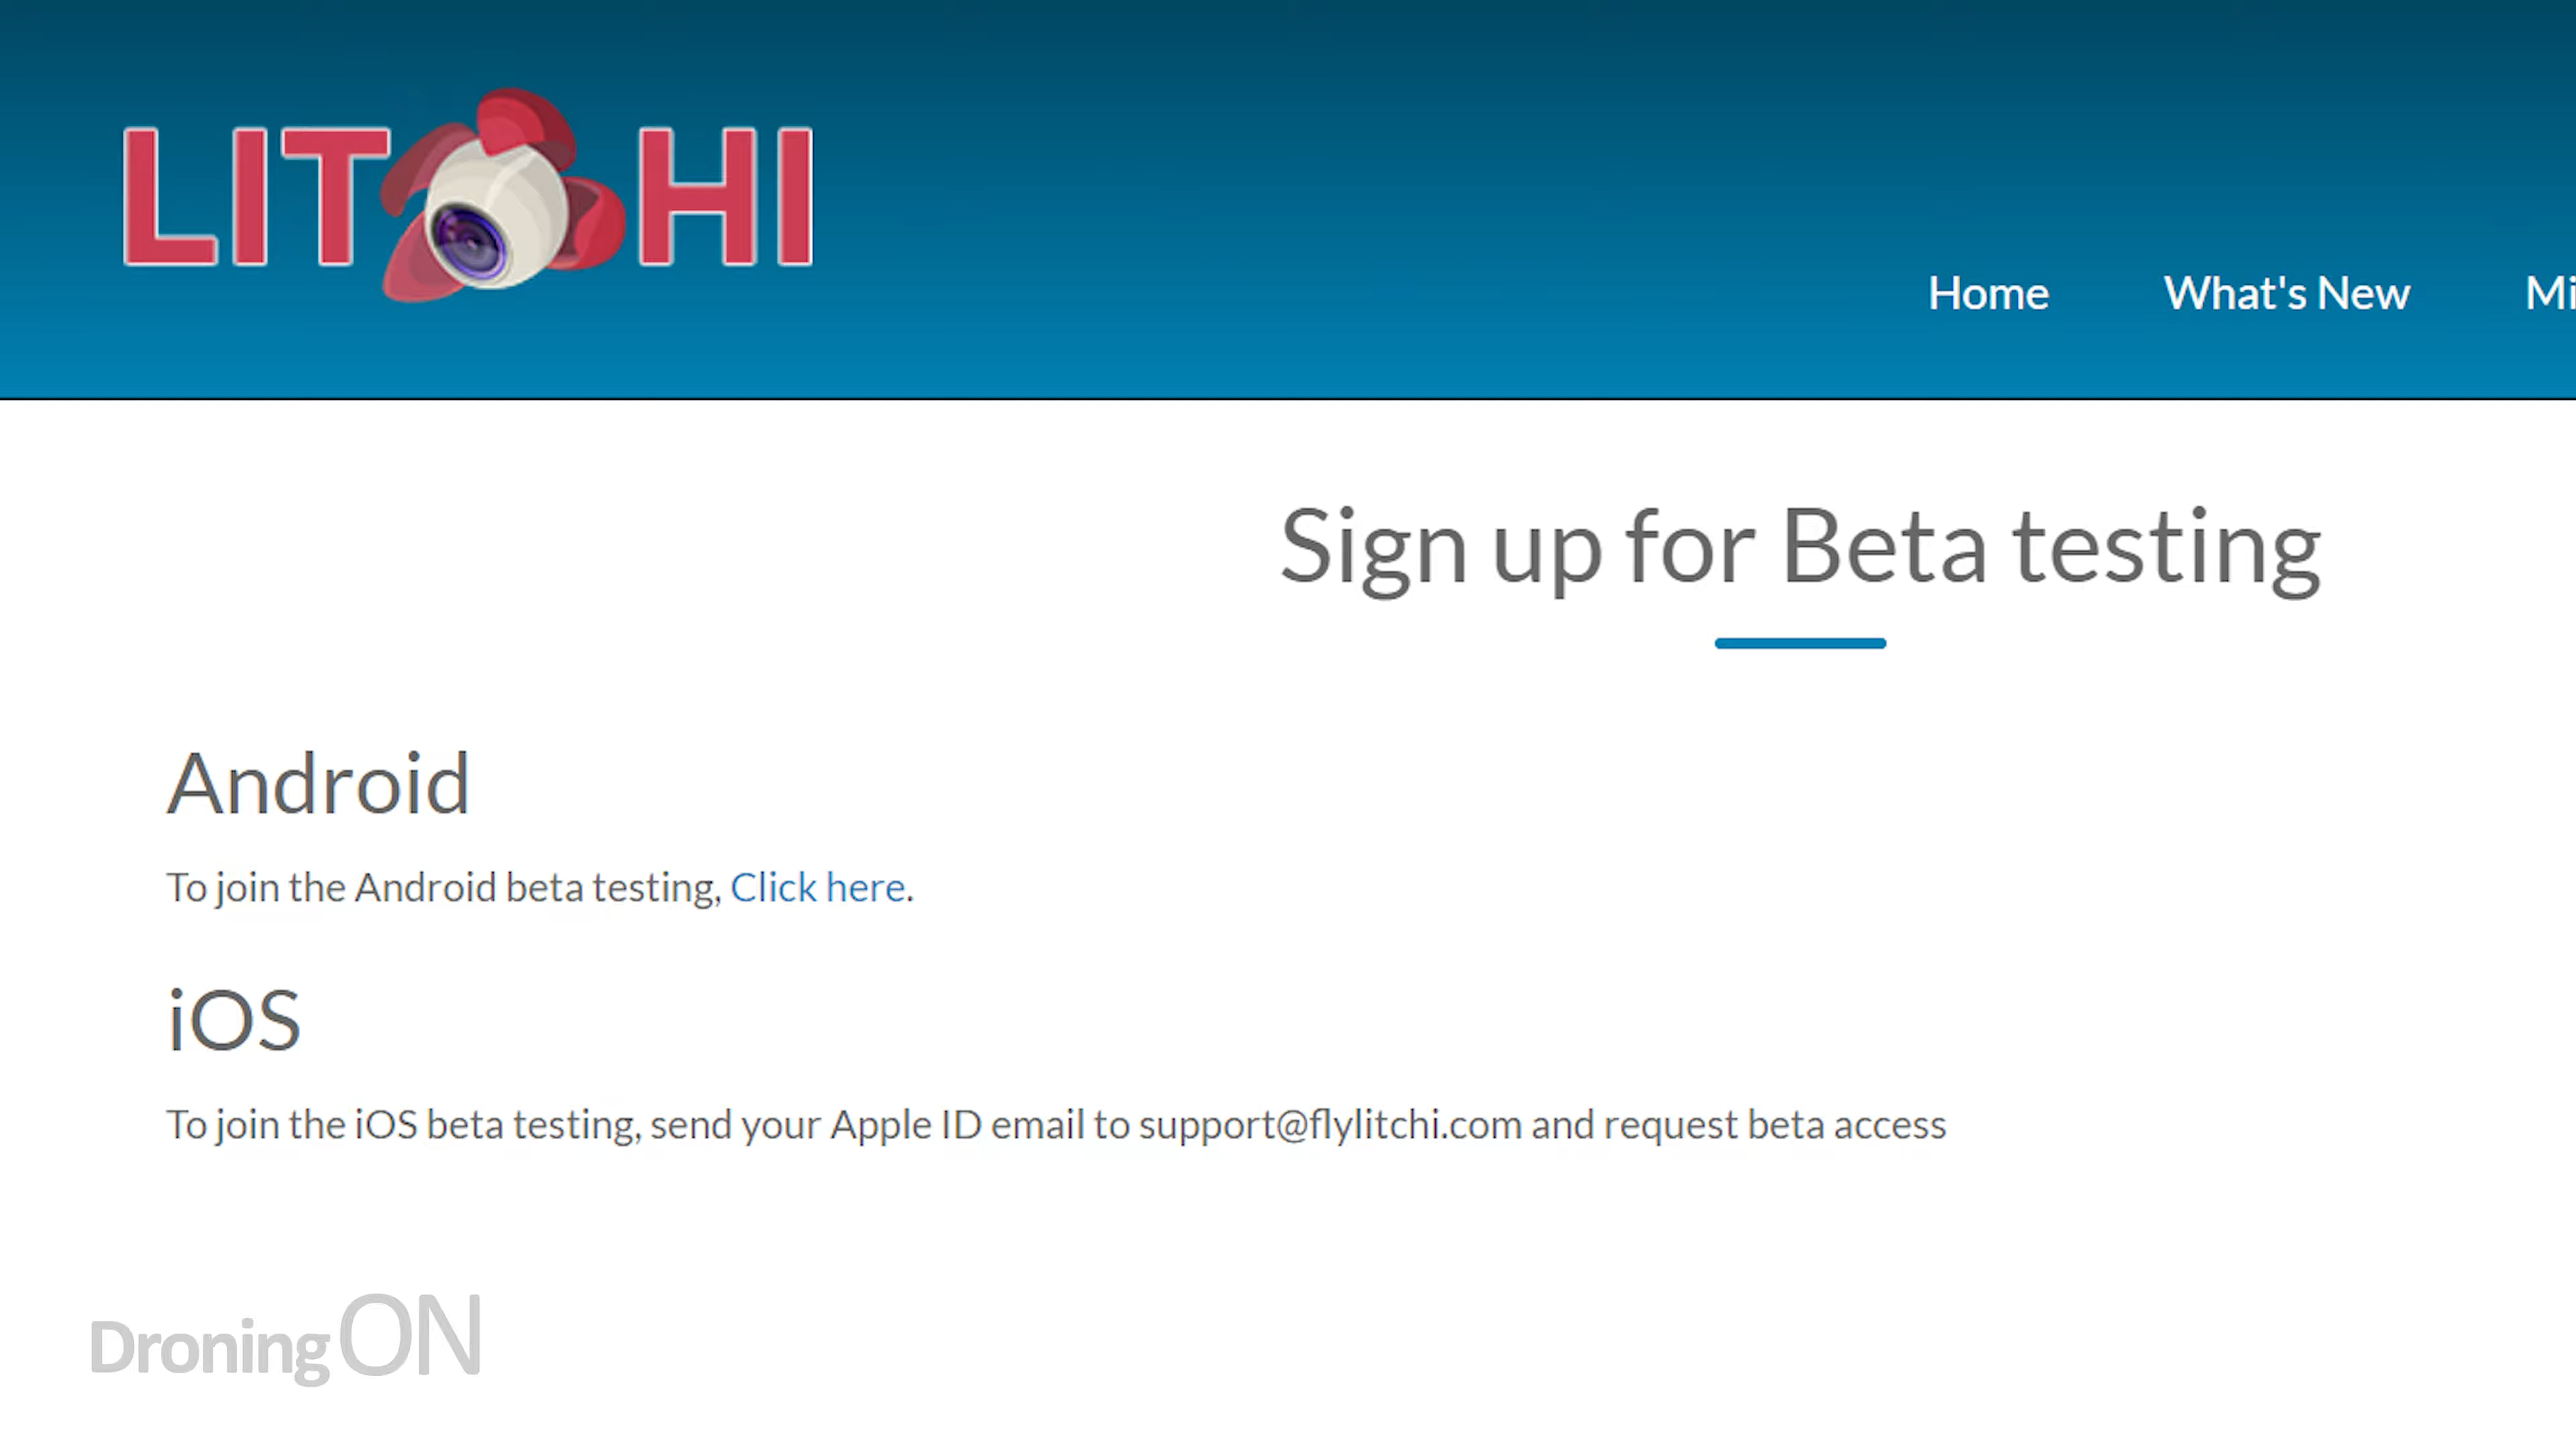 LITCHI
Home What's New Mi
Sign up for Beta testing
Android
To join the Android beta testing, Click here.
iOS
To join the iOS beta testing, send your Apple ID email to support@flylitchi.com and request beta access
DroningON